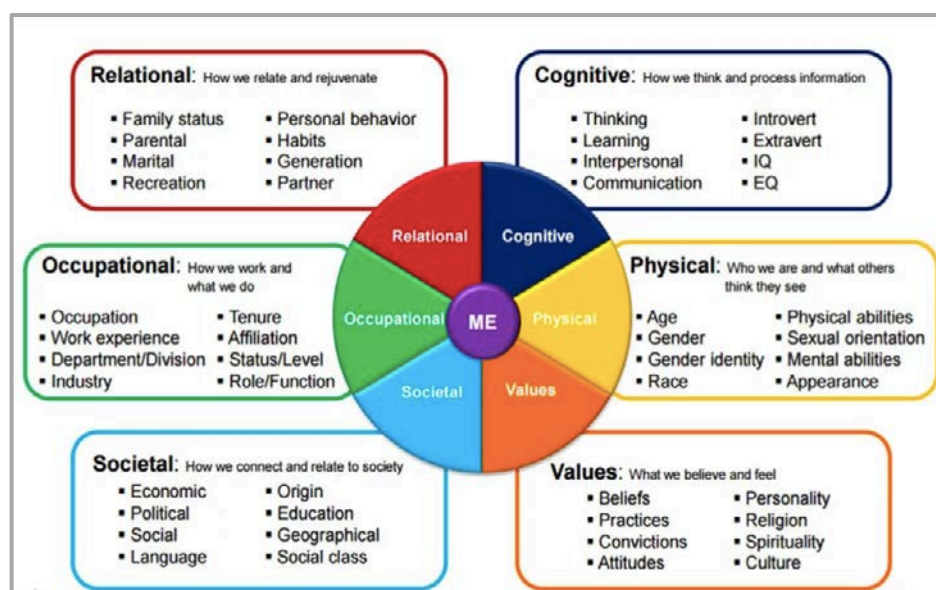 Relational: How we relate and rejuvenate
▪ Family status
▪ Parental
▪ Marital
▪ Recreation
▪ Personal behavior
▪ Habits
▪ Generation
▪ Partner
Cognitive: How we think and process information
▪ Thinking
▪ Learning
▪ Interpersonal
▪ Communication
▪ Introvert
▪ Extravert
▪ IQ
▪ EQ
Occupational: How we work and
what we do
▪ Occupation
▪ Work experience
▪ Department/Division
▪ Industry
▪ Tenure
▪ Affiliation
▪ Status/Level
▪ Role/Function
Relational
Cognitive
Occupational
ME
Physical
Societal
Values
Physical: Who we are and what others
think they see
▪ Age
▪ Gender
▪ Gender identity
▪ Race
▪ Physical abilities
▪ Sexual orientation
▪ Mental abilities
▪ Appearance
Societal: How we connect and relate to society
▪ Economic
▪ Political
▪ Social
▪ Language
▪ Origin
▪ Education
▪ Geographical
▪ Social class
Values: What we believe and feel
▪ Beliefs
▪ Practices
▪ Convictions
▪ Attitudes
▪ Personality
▪ Religion
▪ Spirituality
▪ Culture